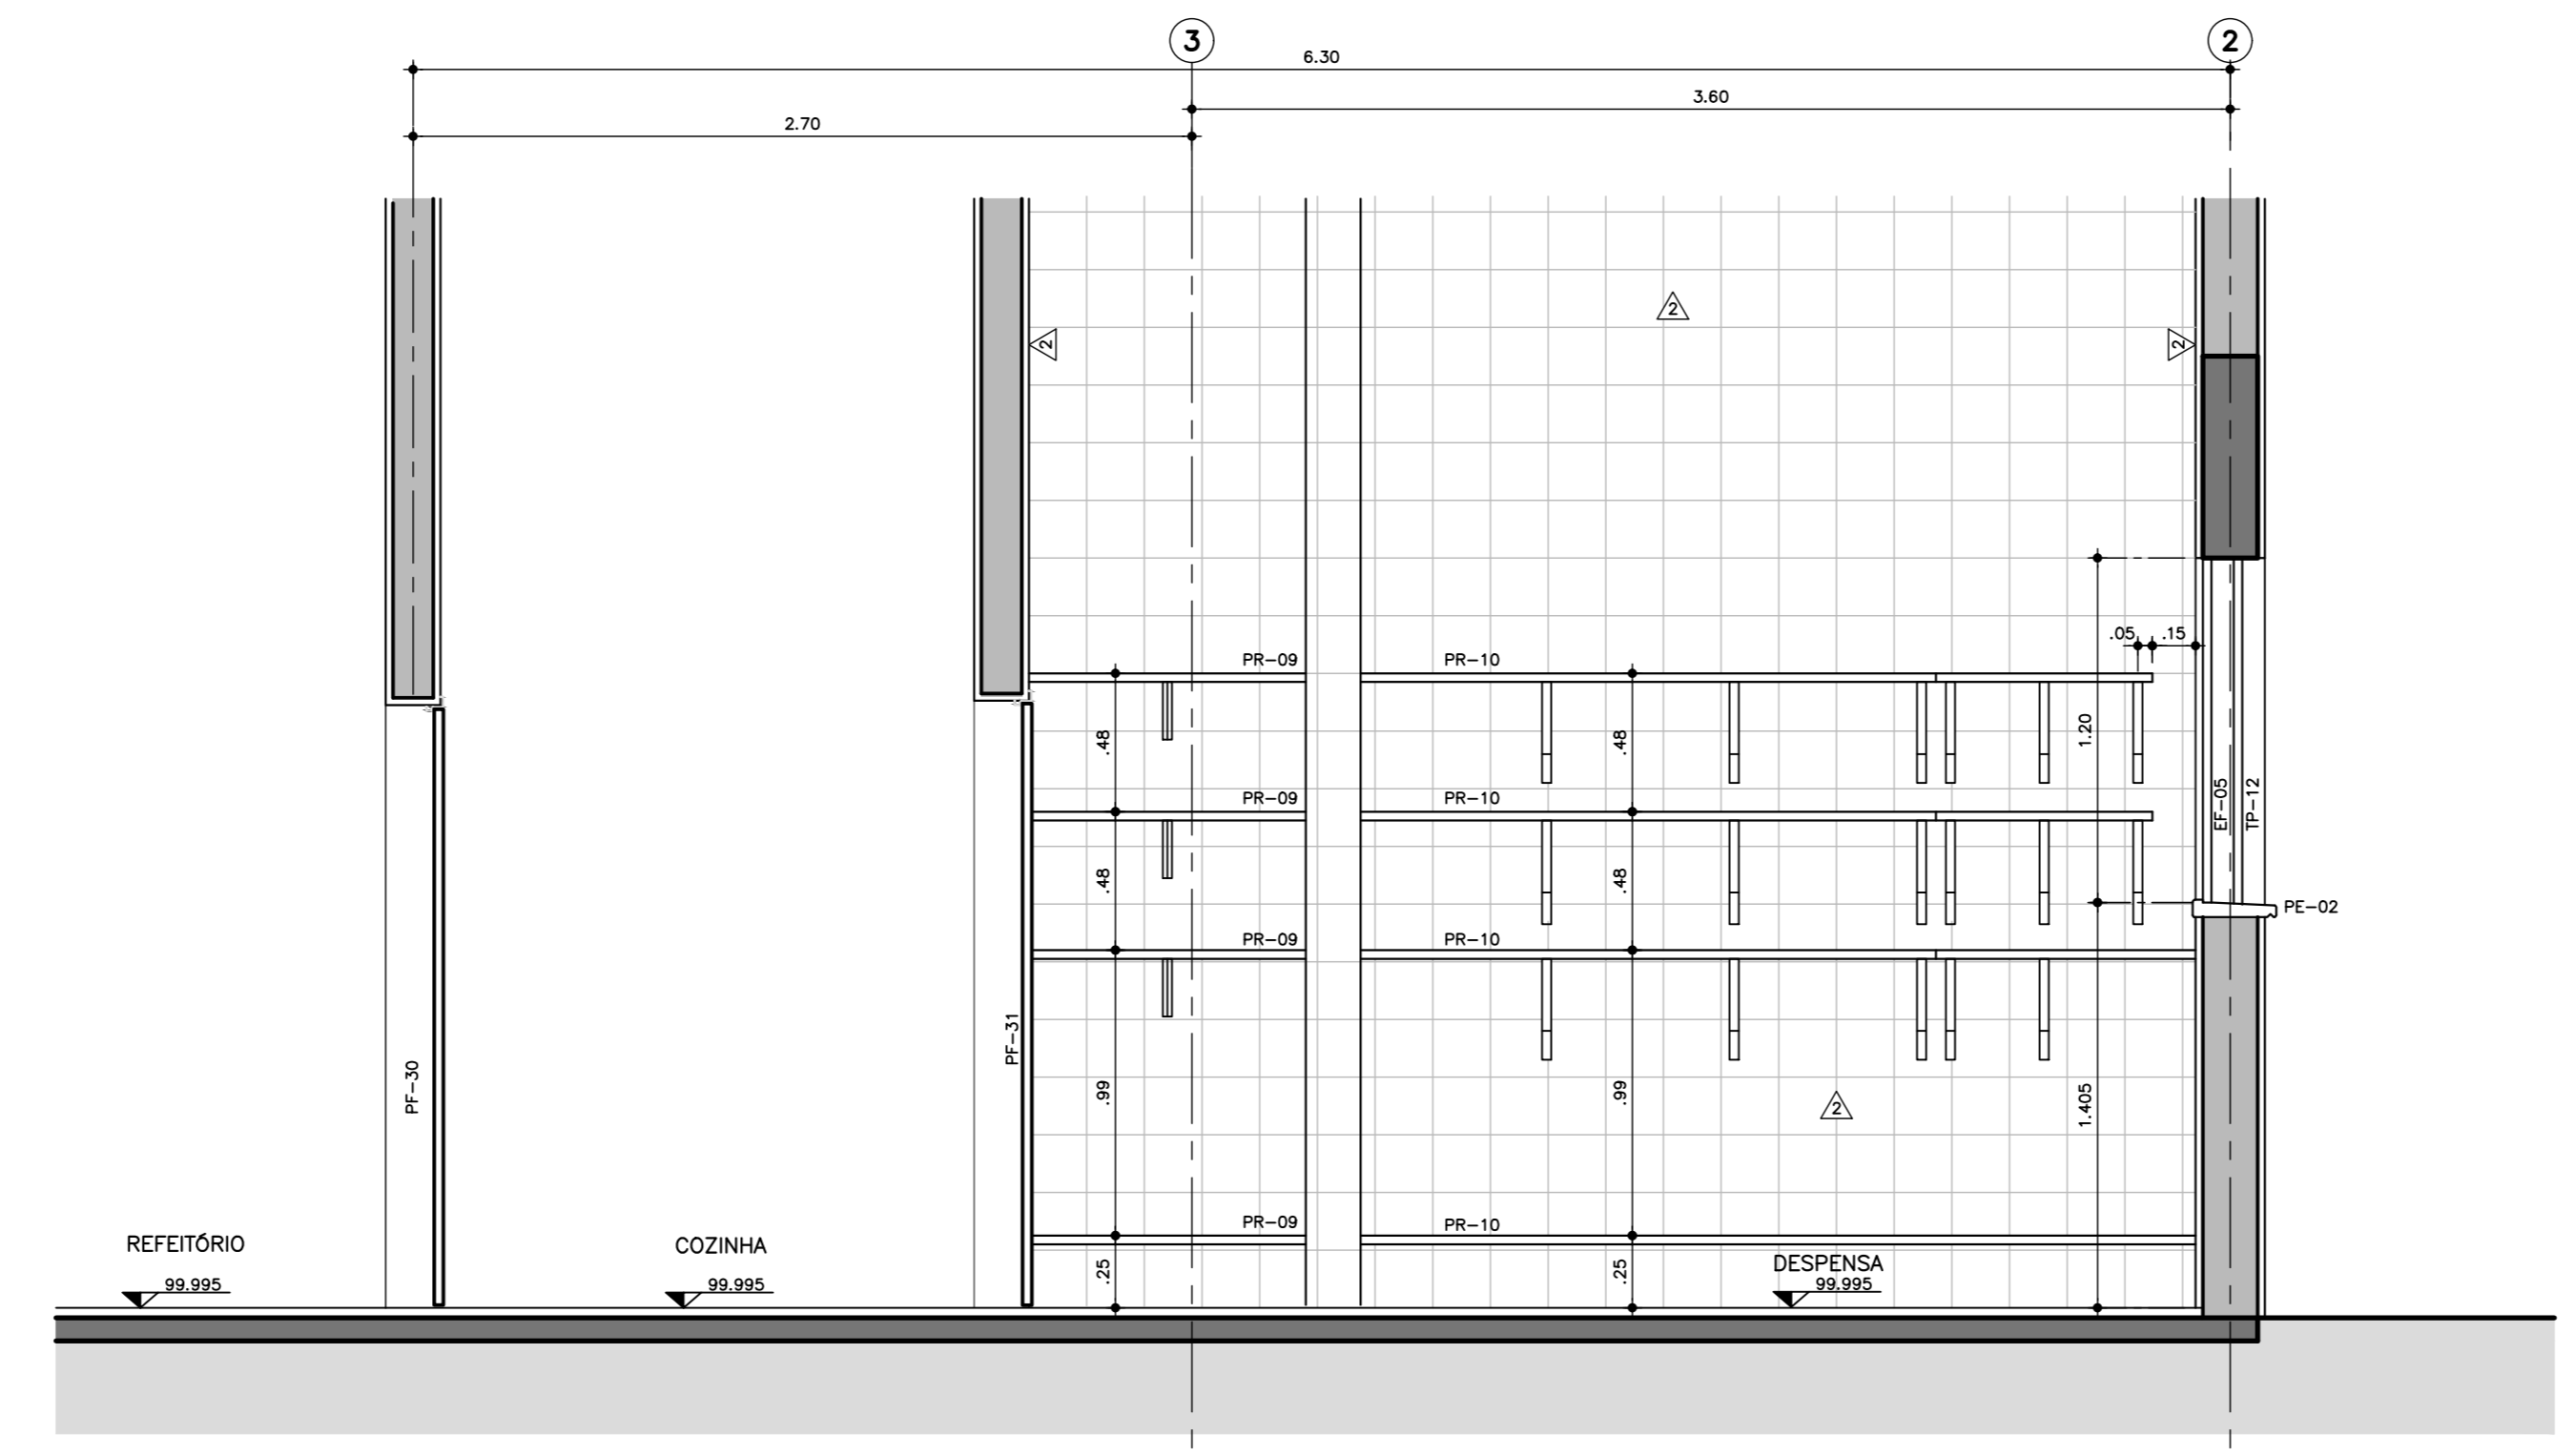 3
2
6.30
3.60
2.70
2
2
2
.05
.15
PR-09
PR-10
.48
.48
1.20
PR-09
PR-10
EF-05
TP-12
.48
.48
PE-02
PR-09
PR-10
PF-30
PF-31
.99
.99
2
1.405
PR-09
PR-10
REFEITÓRIO
99.995
COZINHA
99.995
.25
.25
DESPENSA
99.995